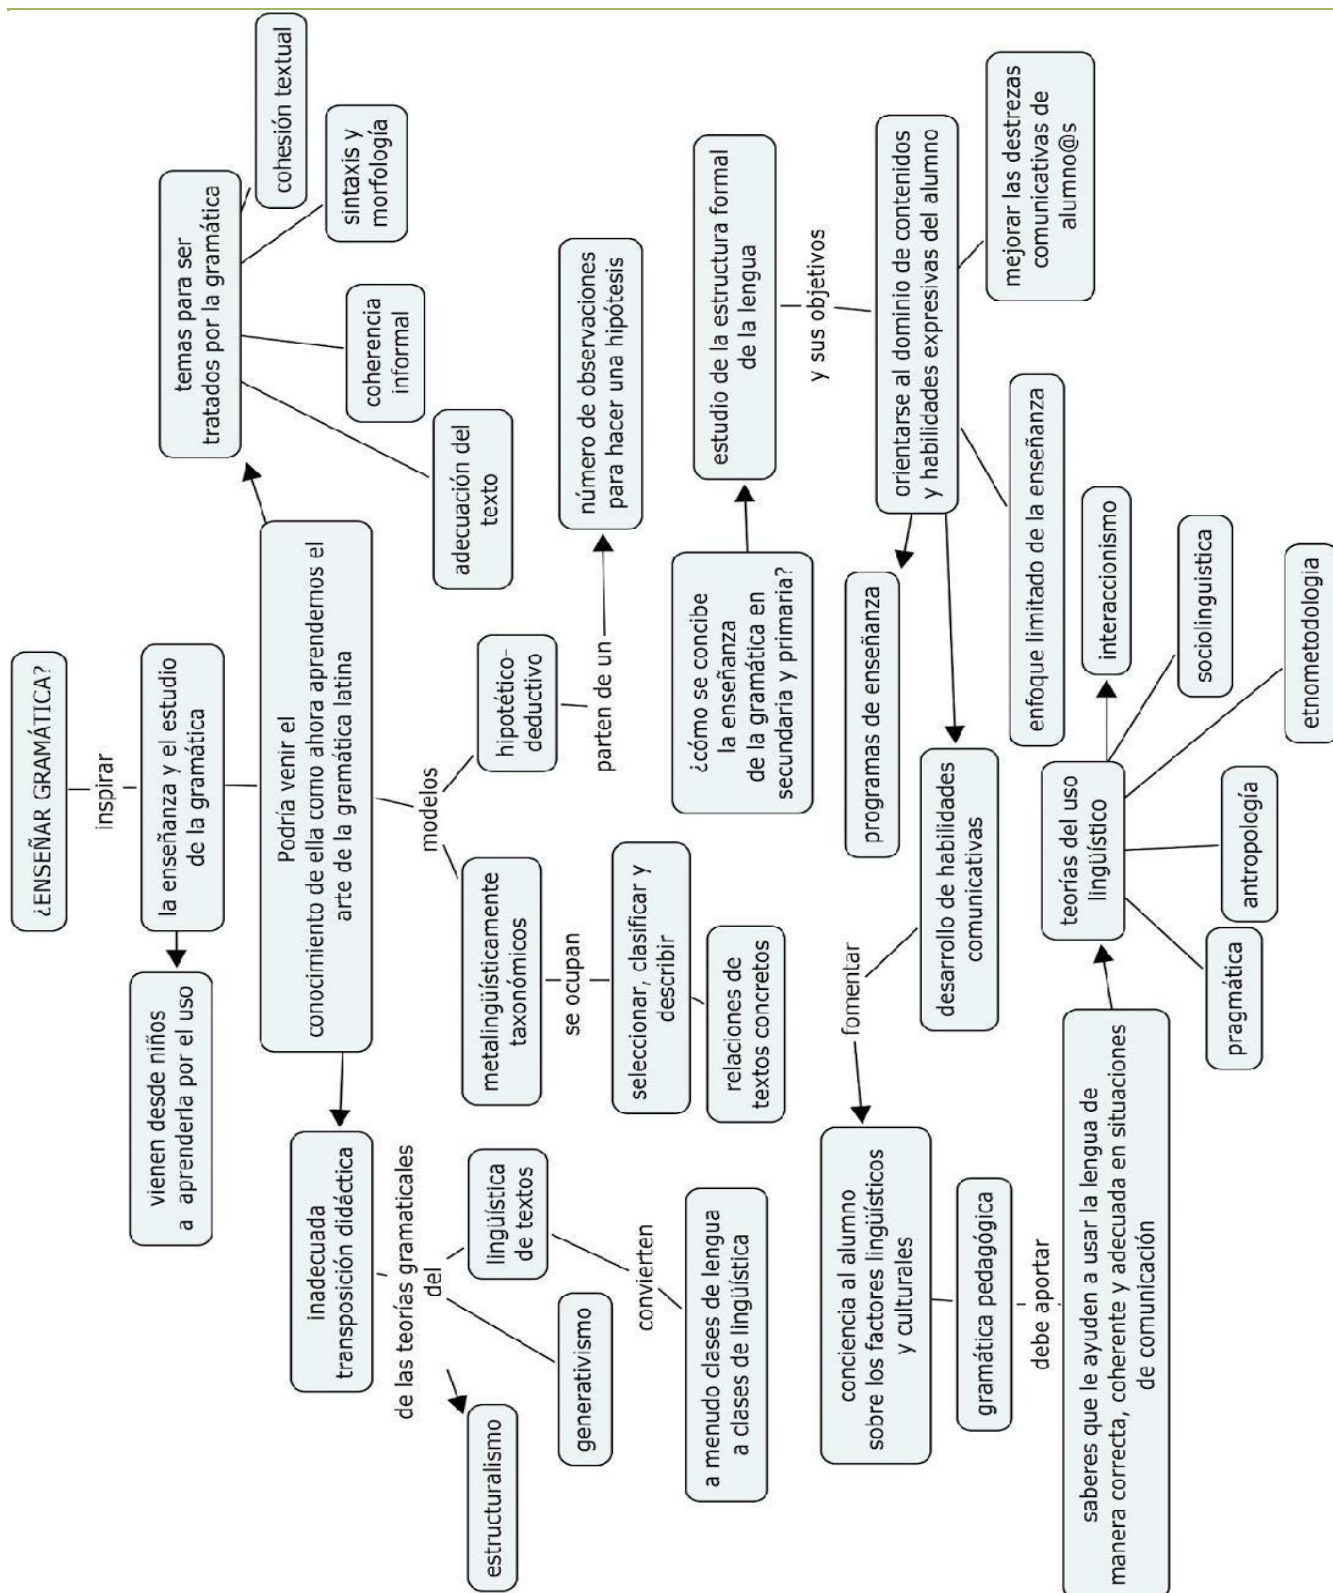 ¿ENSEÑAR GRAMÁTICA?
inspirar
la enseñanza y el estudio
de la gramática
vienen desde niños
a aprenderla por el uso
Podría venir el
conocimiento de ella como ahora aprendemos el
arte de la gramática latina
temas para ser
tratados por la gramática
cohesión textual
sintaxis y
morfología
coherencia
informal
adecuación del
texto
modelos
hipotético-
deductivo
parten de un
número de observaciones
para hacer una hipótesis
metalingüísticamente
taxonómicos
se ocupan
seleccionar, clasificar y
describir
relaciones de
textos concretos
inadecuada
transposición didáctica
de las teorías gramaticales
del
lingüística
de textos
generativismo
estructuralismo
convierten
a menudo clases de lengua
a clases de lingüística
¿cómo se concibe
la enseñanza
de la gramática en
secundaria y primaria?
estudio de la estructura formal
de la lengua
y sus objetivos
orientarse al dominio de contenidos
y habilidades expresivas del alumno
mejorar las destrezas
comunicativas de
alumno@s
enfoque limitado de la enseñanza
programas de enseñanza
desarrollo de habilidades
comunicativas
fomentar
conciencia al alumno
sobre los factores lingüísticos
y culturales
gramática pedagógica
debe aportar
saberes que le ayuden a usar la lengua de
manera correcta, coherente y adecuada en situaciones
de comunicación
teorías del uso
lingüístico
interaccionismo
sociolinguistica
etnometodologia
antropología
pragmática